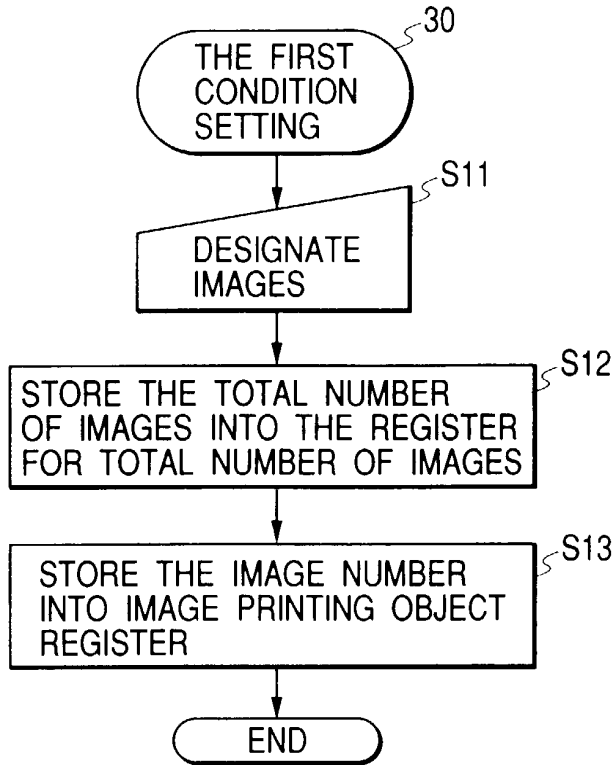 30
THE FIRST
CONDITION
SETTING
S11
DESIGNATE
IMAGES
S12
STORE THE TOTAL NUMBER
OF IMAGES INTO THE REGISTER
FOR TOTAL NUMBER OF IMAGES
S13
STORE THE IMAGE NUMBER
INTO IMAGE PRINTING OBJECT
REGISTER
END